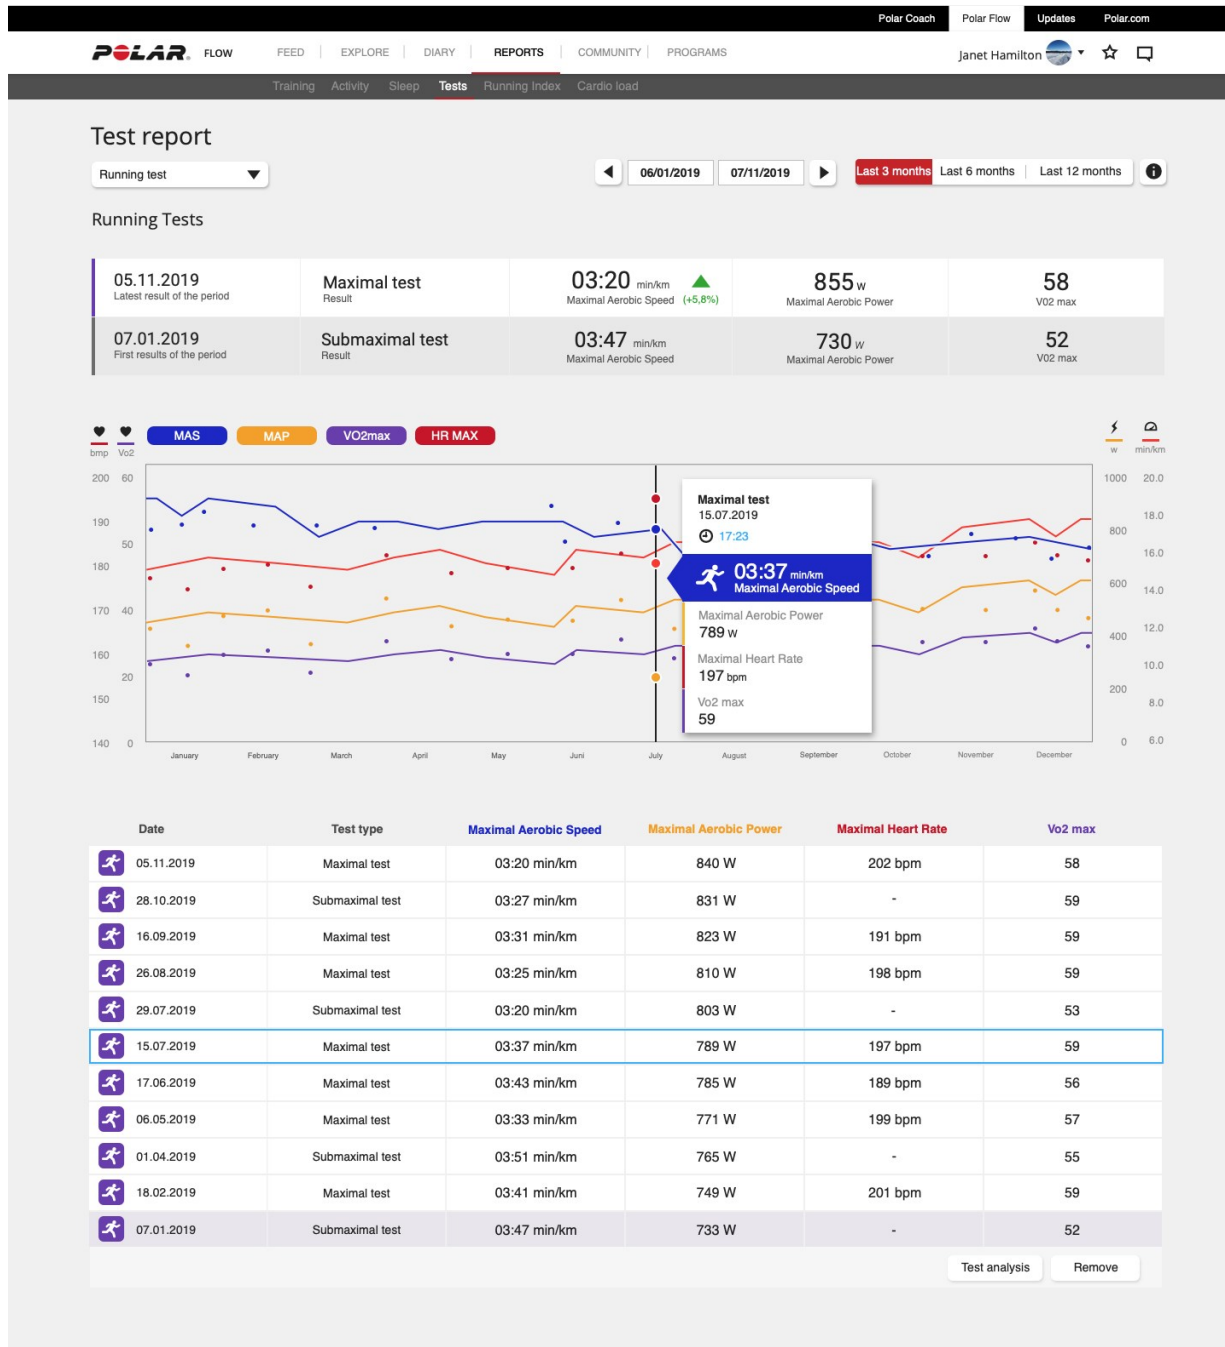 Polar Coach Polar Flow Updates Polar.com
POLAR. FLOW FEED EXPLORE DIARY REPORTS COMMUNITY PROGRAMS Janet Hamilton
Training Activity Sleep Tests Running Index Cardio load
Test report
Running test 06/01/2019 07/11/2019 Last 3 months Last 6 months Last 12 months
Running Tests
05.11.2019 Maximal test 03:20 min/km 855 w 58
Latest result of the period Result Maximal Aerobic Speed (+5,8%) Maximal Aerobic Power V02 max
07.01.2019 Submaximal test 03:47 min/km 730 w 52
First results of the period Result Maximal Aerobic Speed Maximal Aerobic Power V02 max
MAS MAP VO2max HR MAX
bmp Vo2 w min/km
200 60 1000 20.0
190 18.0
800
50 16.0
180
600 14.0
170 40
400 12.0
160 10.0
20
200
150 8.0
140 0 0 6.0
Maximal test
15.07.2019
17:23
03:37 min/km
Maximal Aerobic Speed
Maximal Aerobic Power
789 w
Maximal Heart Rate
197 bpm
Vo2 max
59
January February March April May Juni July August September October November December
Date Test type Maximal Aerobic Speed Maximal Aerobic Power Maximal Heart Rate Vo2 max
05.11.2019 Maximal test 03:20 min/km 840 W 202 bpm 58
28.10.2019 Submaximal test 03:27 min/km 831 W - 59
16.09.2019 Maximal test 03:31 min/km 823 W 191 bpm 59
26.08.2019 Maximal test 03:25 min/km 810 W 198 bpm 59
29.07.2019 Submaximal test 03:20 min/km 803 W - 53
15.07.2019 Maximal test 03:37 min/km 789 W 197 bpm 59
17.06.2019 Maximal test 03:43 min/km 785 W 189 bpm 56
06.05.2019 Maximal test 03:33 min/km 771 W 199 bpm 57
01.04.2019 Submaximal test 03:51 min/km 765 W - 55
18.02.2019 Maximal test 03:41 min/km 749 W 201 bpm 59
07.01.2019 Submaximal test 03:47 min/km 733 W - 52
Test analysis Remove